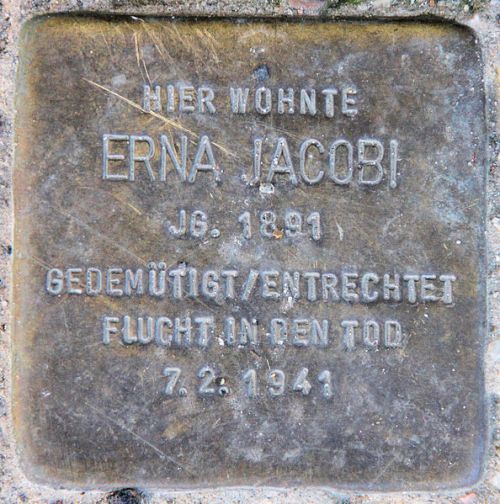 HIER WOHNTE
ERNA JACOBI
JG. 1891
GEDEMÜTIGT/ENTRECHTET
FLUCHT IN DEN TOD
7.2.1941